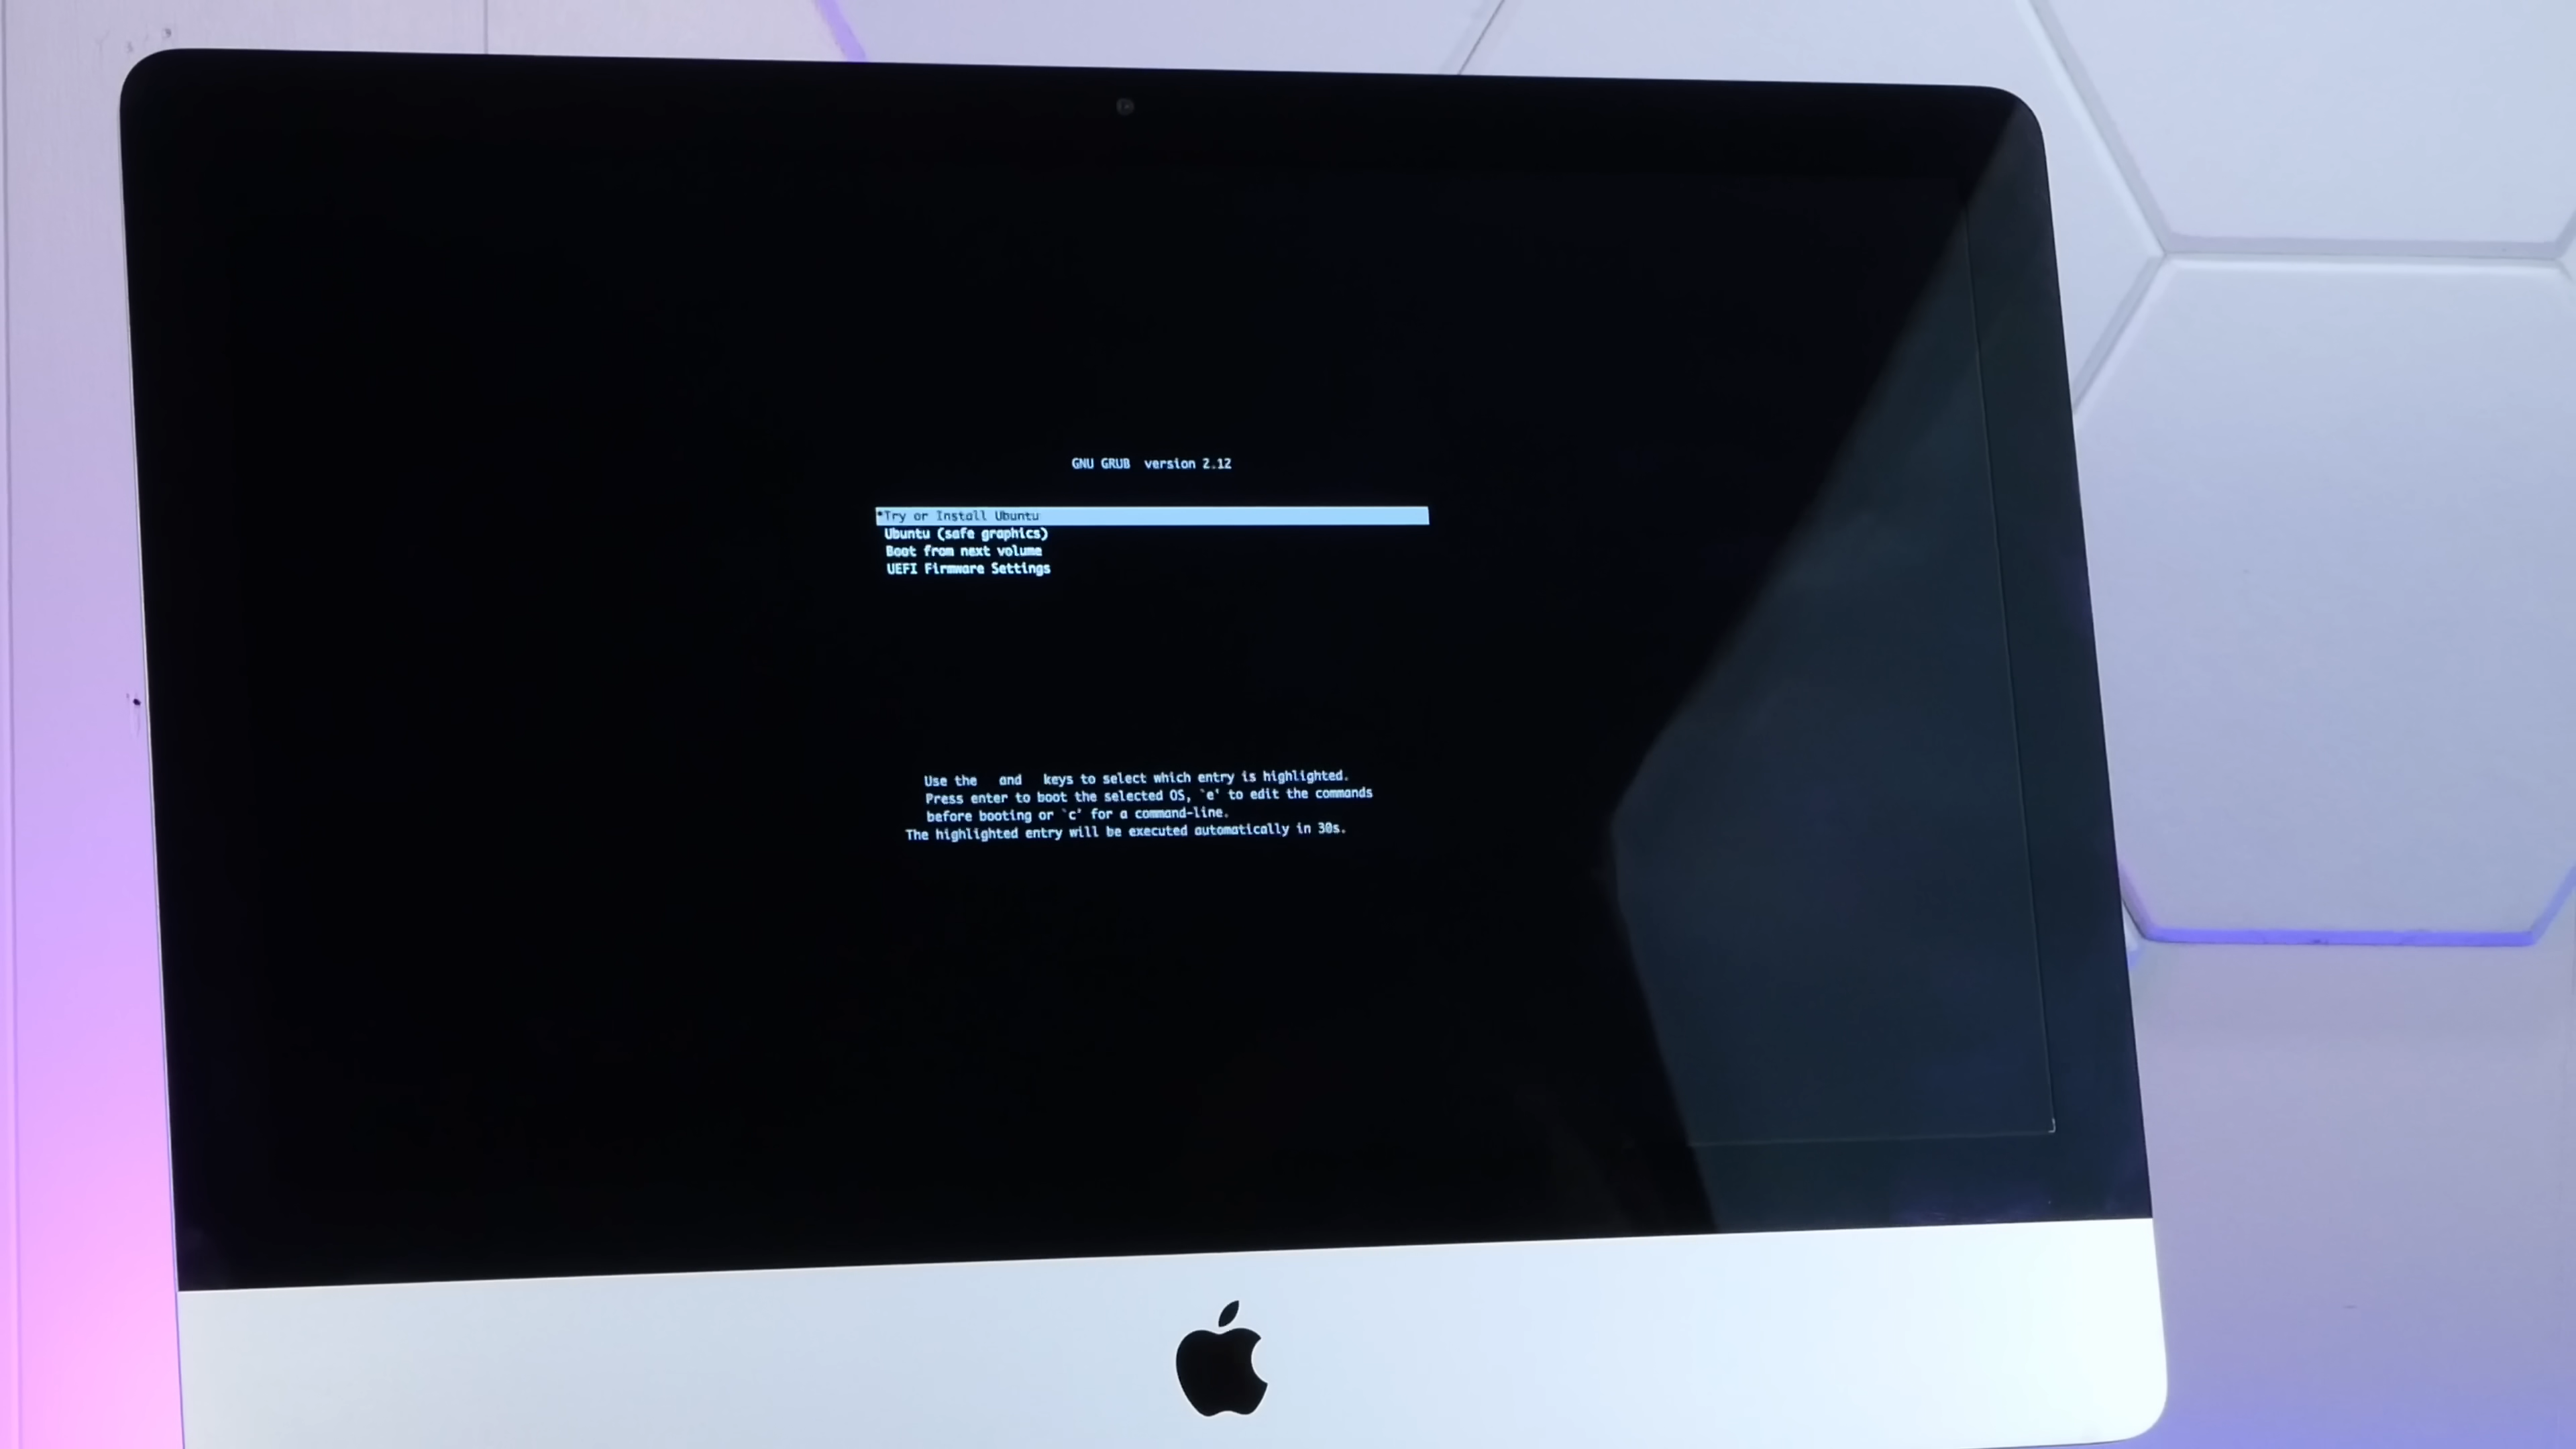 GNU GRUB  version 2.12
*Try or Install Ubuntu
Ubuntu (safe graphics)
Boot from next volume
UEFI Firmware Settings
Use the   and   keys to select which entry is highlighted.
Press enter to boot the selected OS, `e' to edit the commands
before booting or `c' for a command-line.
The highlighted entry will be executed automatically in 30s.